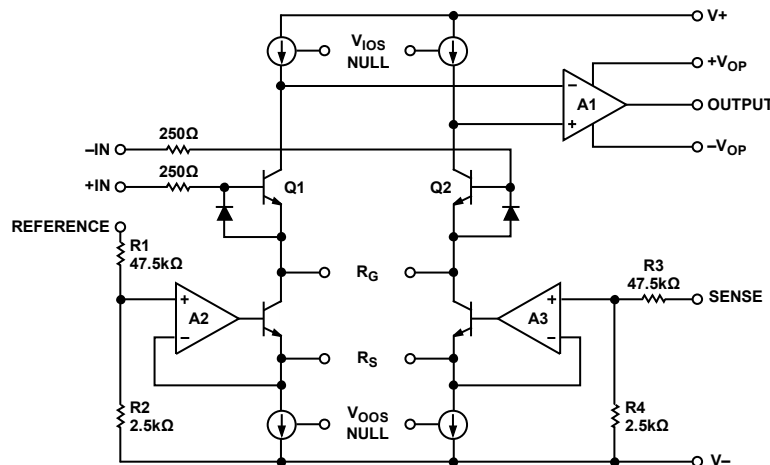 V+
V_IOS
NULL
+V_OP
A1
−
+
OUTPUT
−V_OP
250Ω
–IN
250Ω
+IN
Q1
Q2
REFERENCE
R1
47.5kΩ
R_G
R3
47.5kΩ
SENSE
+
A2
−
+
A3
−
R_S
R2
2.5kΩ
V_OOS
NULL
R4
2.5kΩ
V–